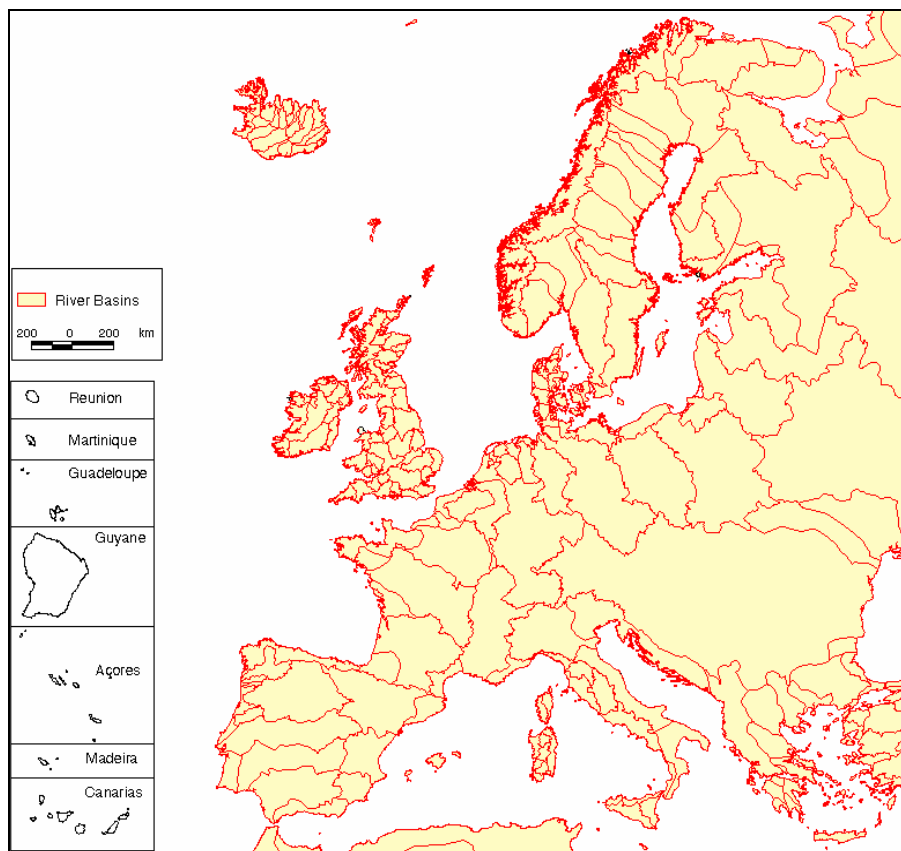 River Basins
200 0 200 km
Reunion
Martinique
Guadeloupe
Guyane
Açores
Madeira
Canarias